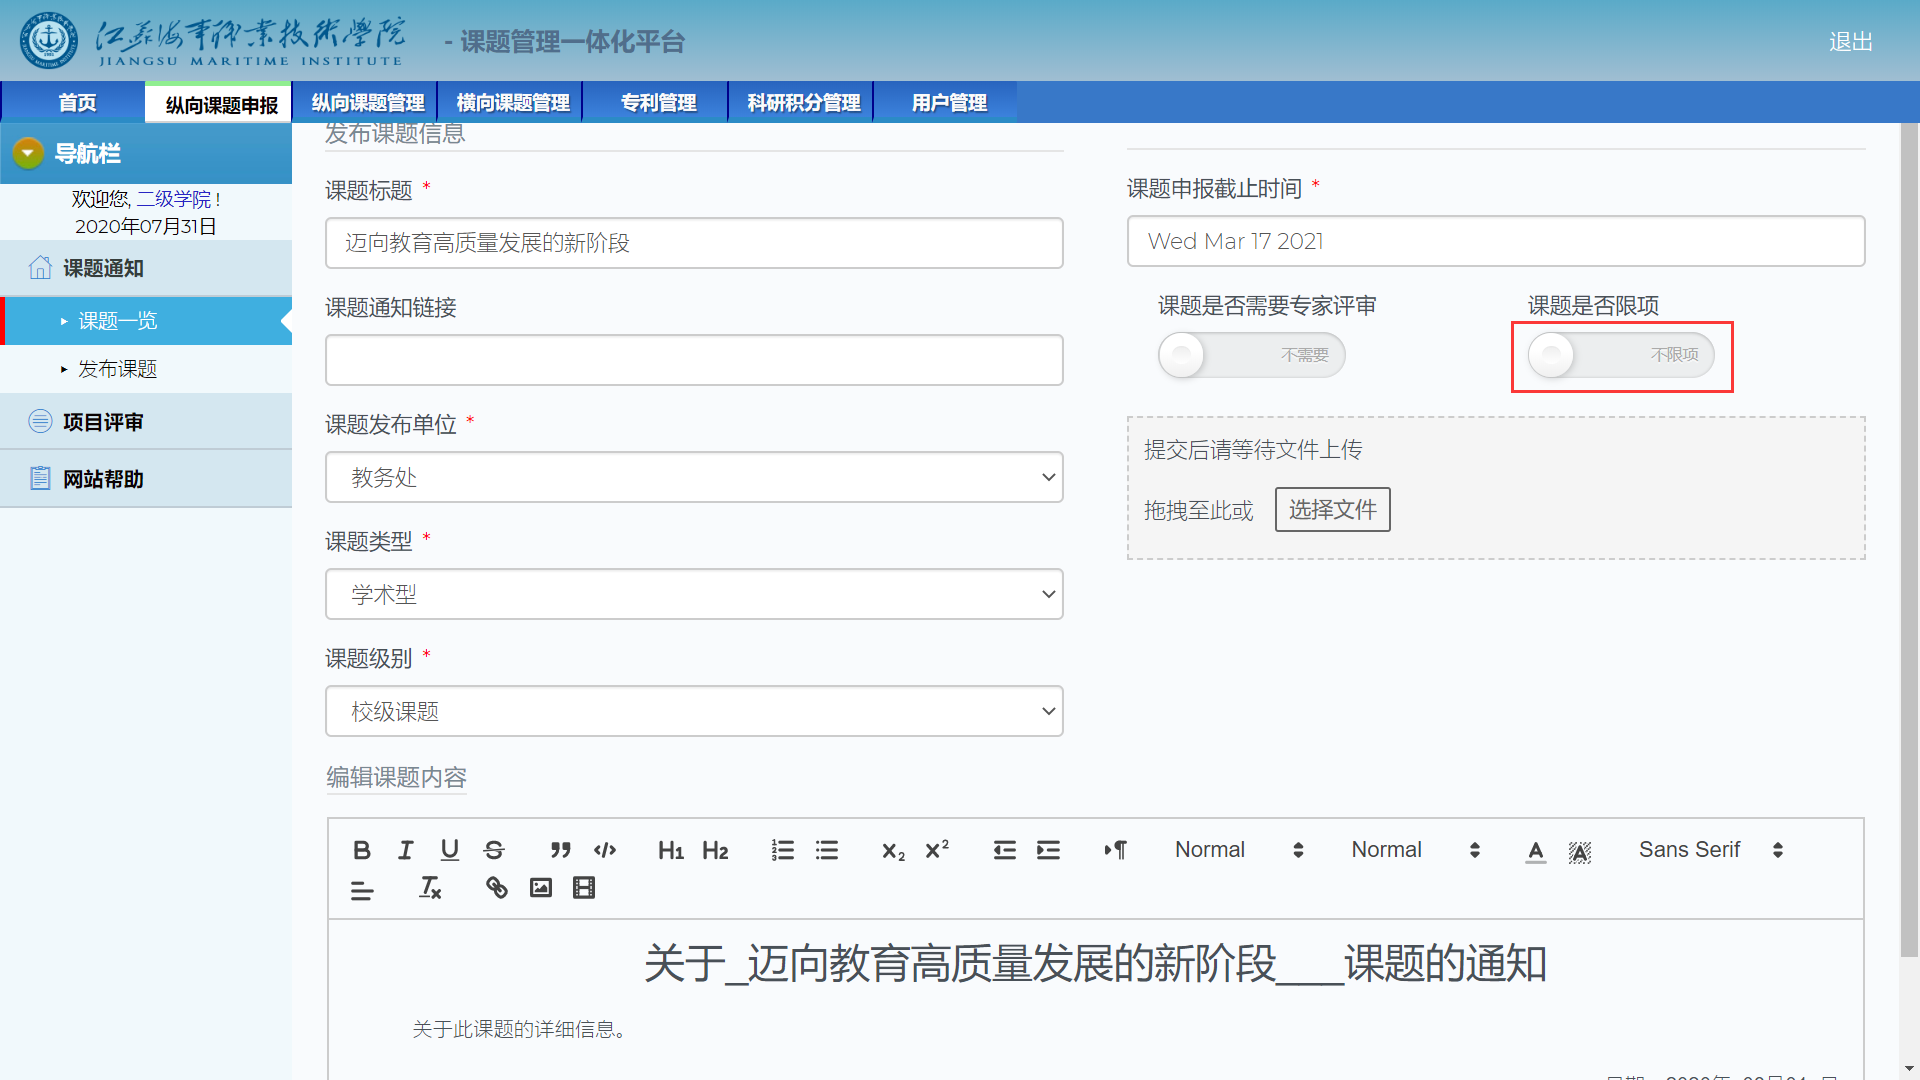 江苏海事职业技术学院
JIANGSU MARITIME INSTITUTE
- 课题管理一体化平台
退出
首页
纵向课题申报
纵向课题管理
横向课题管理
专利管理
科研积分管理
用户管理
导航栏
欢迎您, 二级学院 !
2020年07月31日
课题通知
课题一览
发布课题
项目评审
网站帮助
发布课题信息
课题标题 *
迈向教育高质量发展的新阶段
课题通知链接
课题发布单位 *
教务处
课题类型 *
学术型
课题级别 *
校级课题
课题申报截止时间 *
Wed Mar 17 2021
课题是否需要专家评审
不需要
课题是否限项
不限项
提交后请等待文件上传
拖拽至此或 选择文件
编辑课题内容
Normal
Normal
Sans Serif
关于_迈向教育高质量发展的新阶段___课题的通知
关于此课题的详细信息。